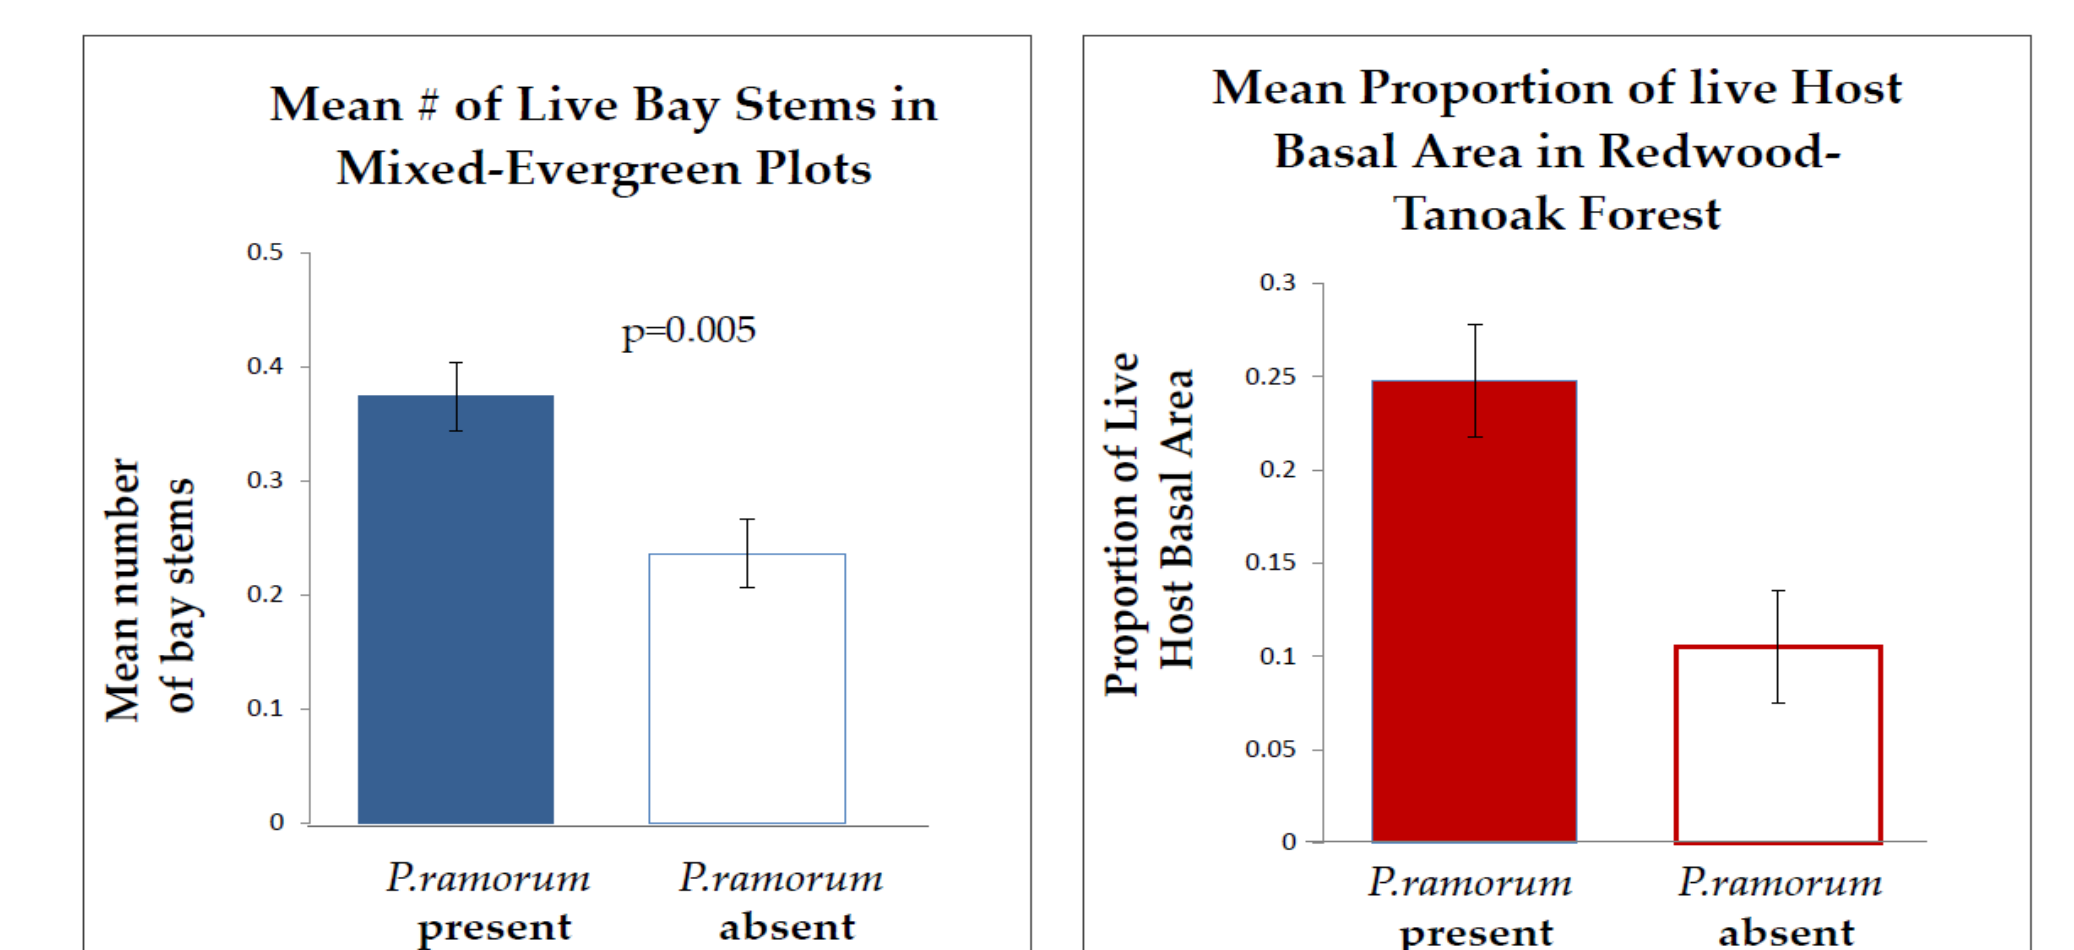 Mean # of Live Bay Stems in
Mixed-Evergreen Plots
0.5
0.4
0.3
0.2
0.1
0
p=0.005
Mean number
of bay stems
P.ramorum
present
P.ramorum
absent
Mean Proportion of live Host
Basal Area in Redwood-
Tanoak Forest
0.3
0.25
0.2
0.15
0.1
0.05
0
Proportion of Live
Host Basal Area
P.ramorum
present
P.ramorum
absent